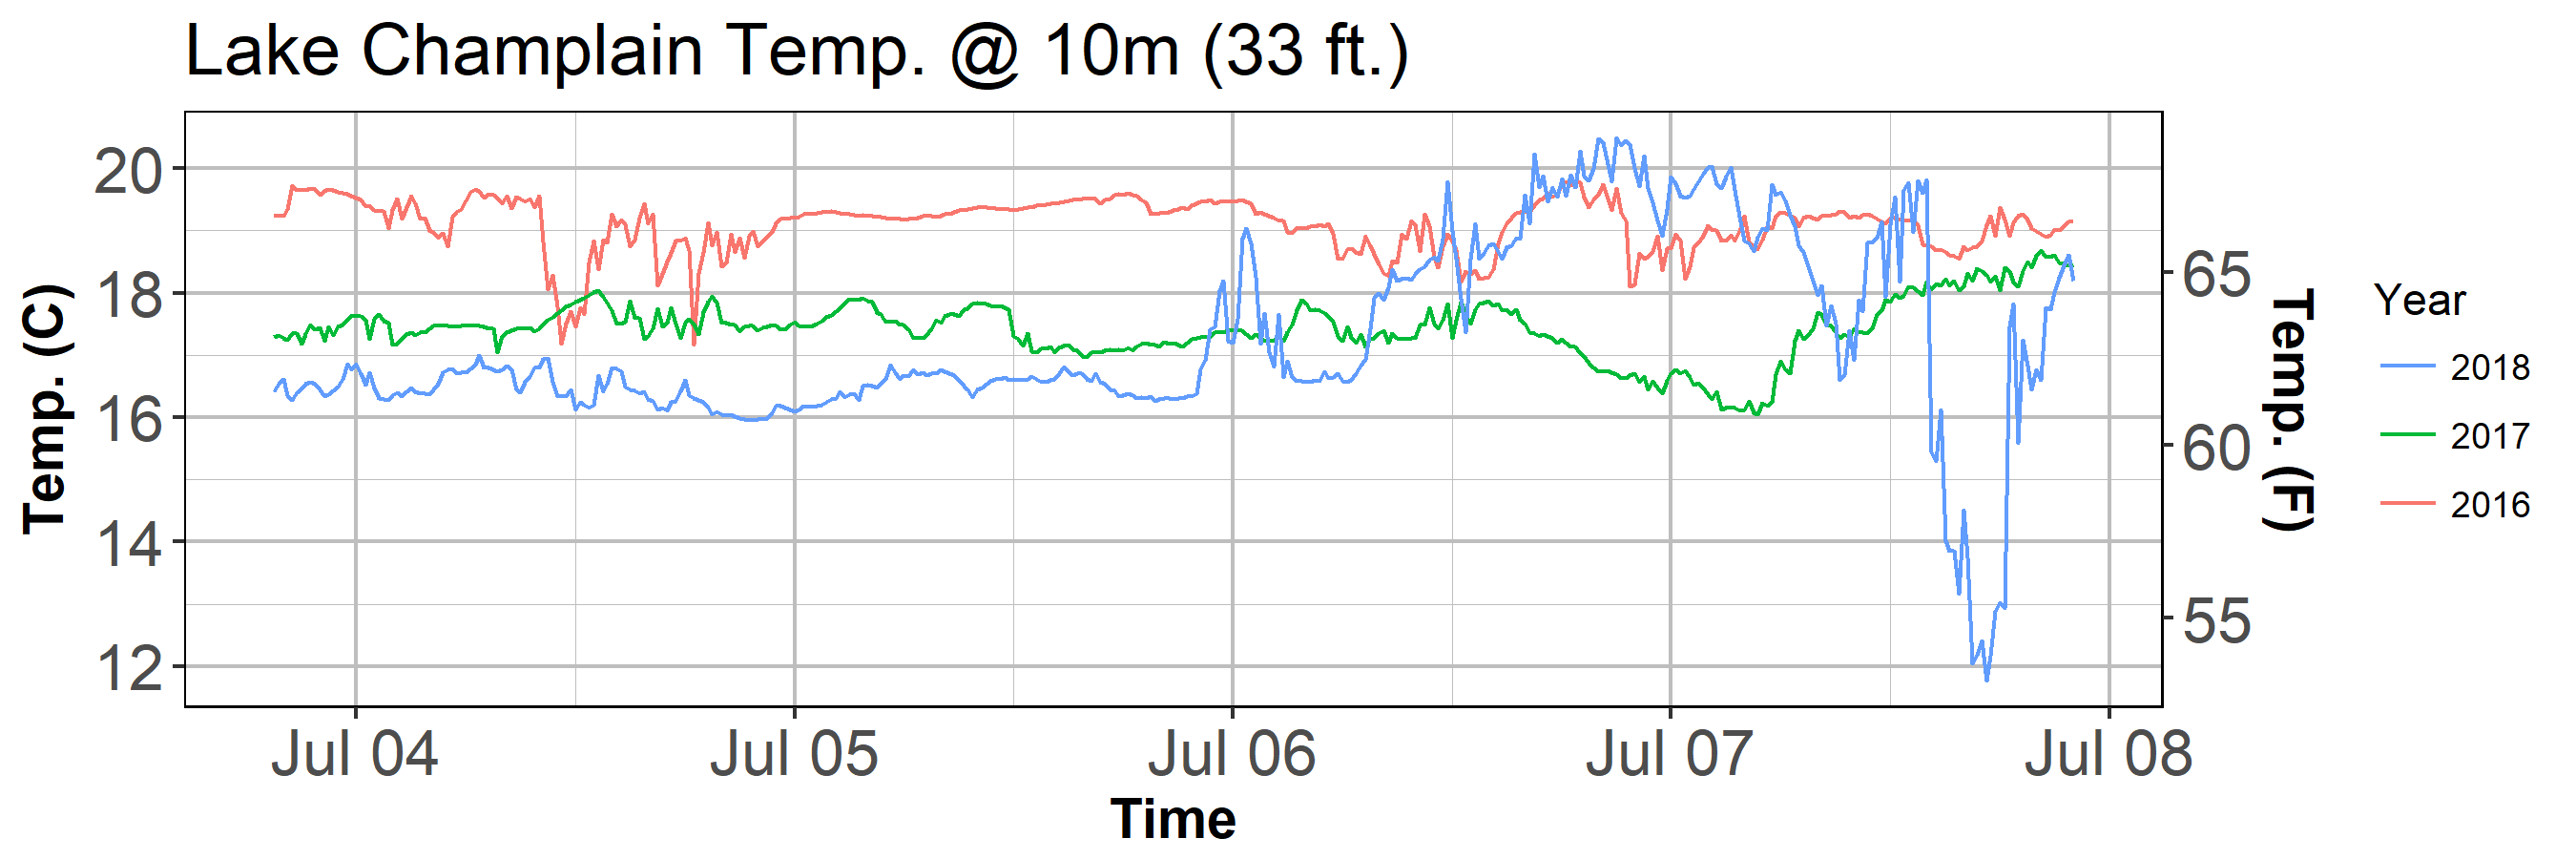 Lake Champlain Temp. @ 10m (33 ft.)
Temp. (C)
20
18
16
14
12
65
60
55
Temp. (F)
Jul 04
Jul 05
Jul 06
Jul 07
Jul 08
Time
Year
2018
2017
2016